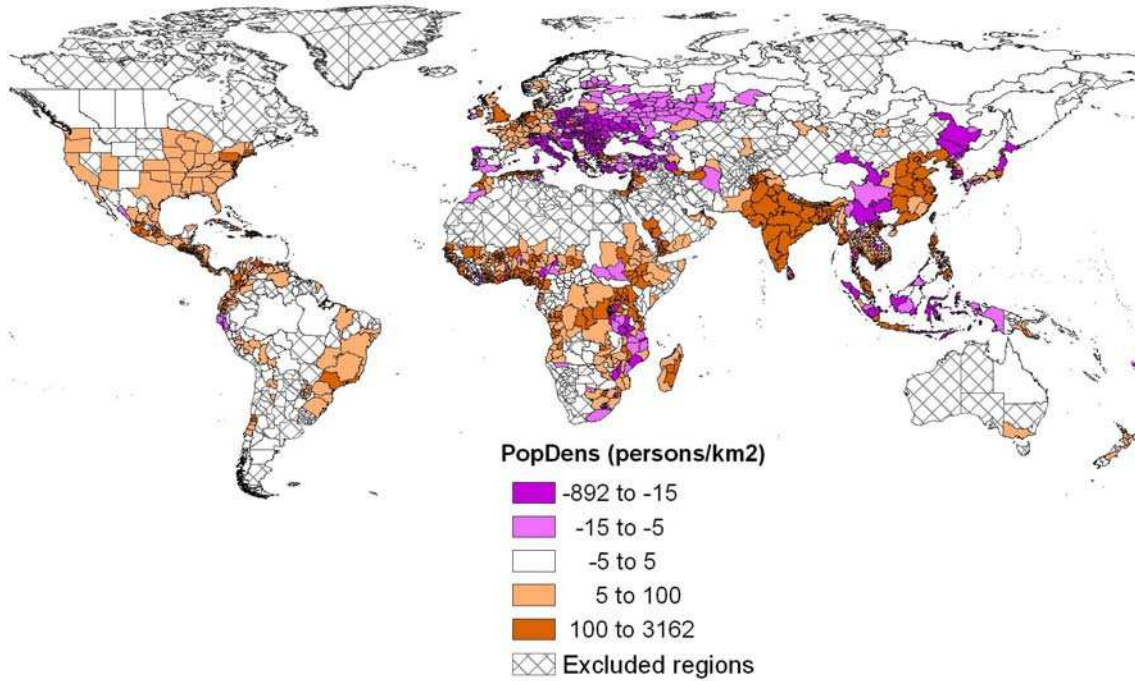 PopDens (persons/km2)
-892 to -15
-15 to -5
-5 to 5
5 to 100
100 to 3162
Excluded regions